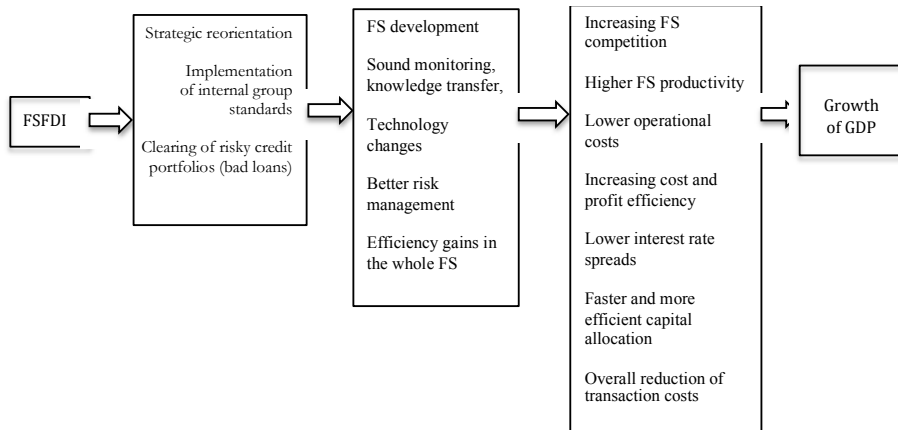 FSFDI
Strategic reorientation
Implementation
of internal group
standards
Clearing of risky credit
portfolios (bad loans)
FS development
Sound monitoring,
knowledge transfer,
Technology
changes
Better risk
management
Efficiency gains in
the whole FS
Increasing FS
competition
Higher FS productivity
Lower operational
costs
Increasing cost and
profit efficiency
Lower interest rate
spreads
Faster and more
efficient capital
allocation
Overall reduction of
transaction costs
Growth
of GDP